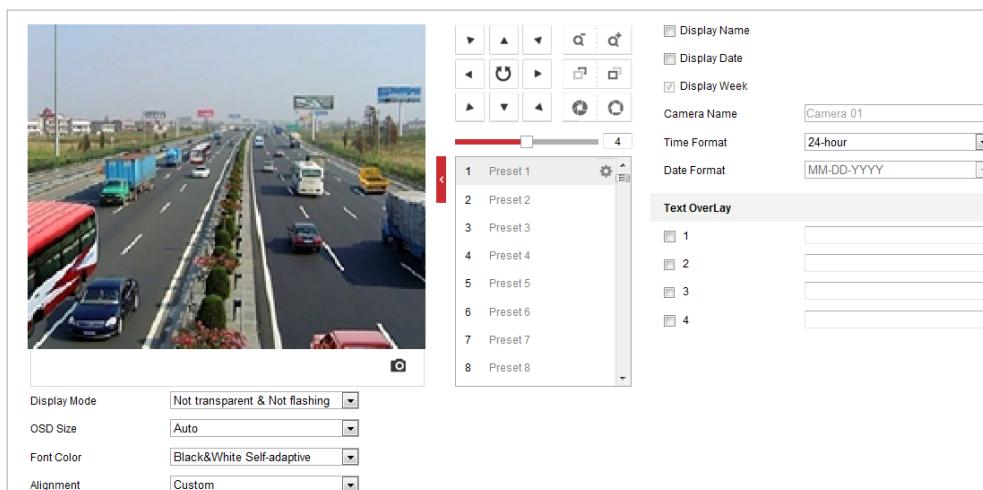 Display Name
Display Date
Display Week
Camera Name Camera 01
4
Time Format 24-hour
Date Format MM-DD-YYYY
1 Preset 1
2 Preset 2
3 Preset 3
4 Preset 4
5 Preset 5
6 Preset 6
7 Preset 7
8 Preset 8
Text OverLay
1
2
3
4
Display Mode Not transparent & Not flashing
OSD Size Auto
Font Color Black&White Self-adaptive
Alignment Custom